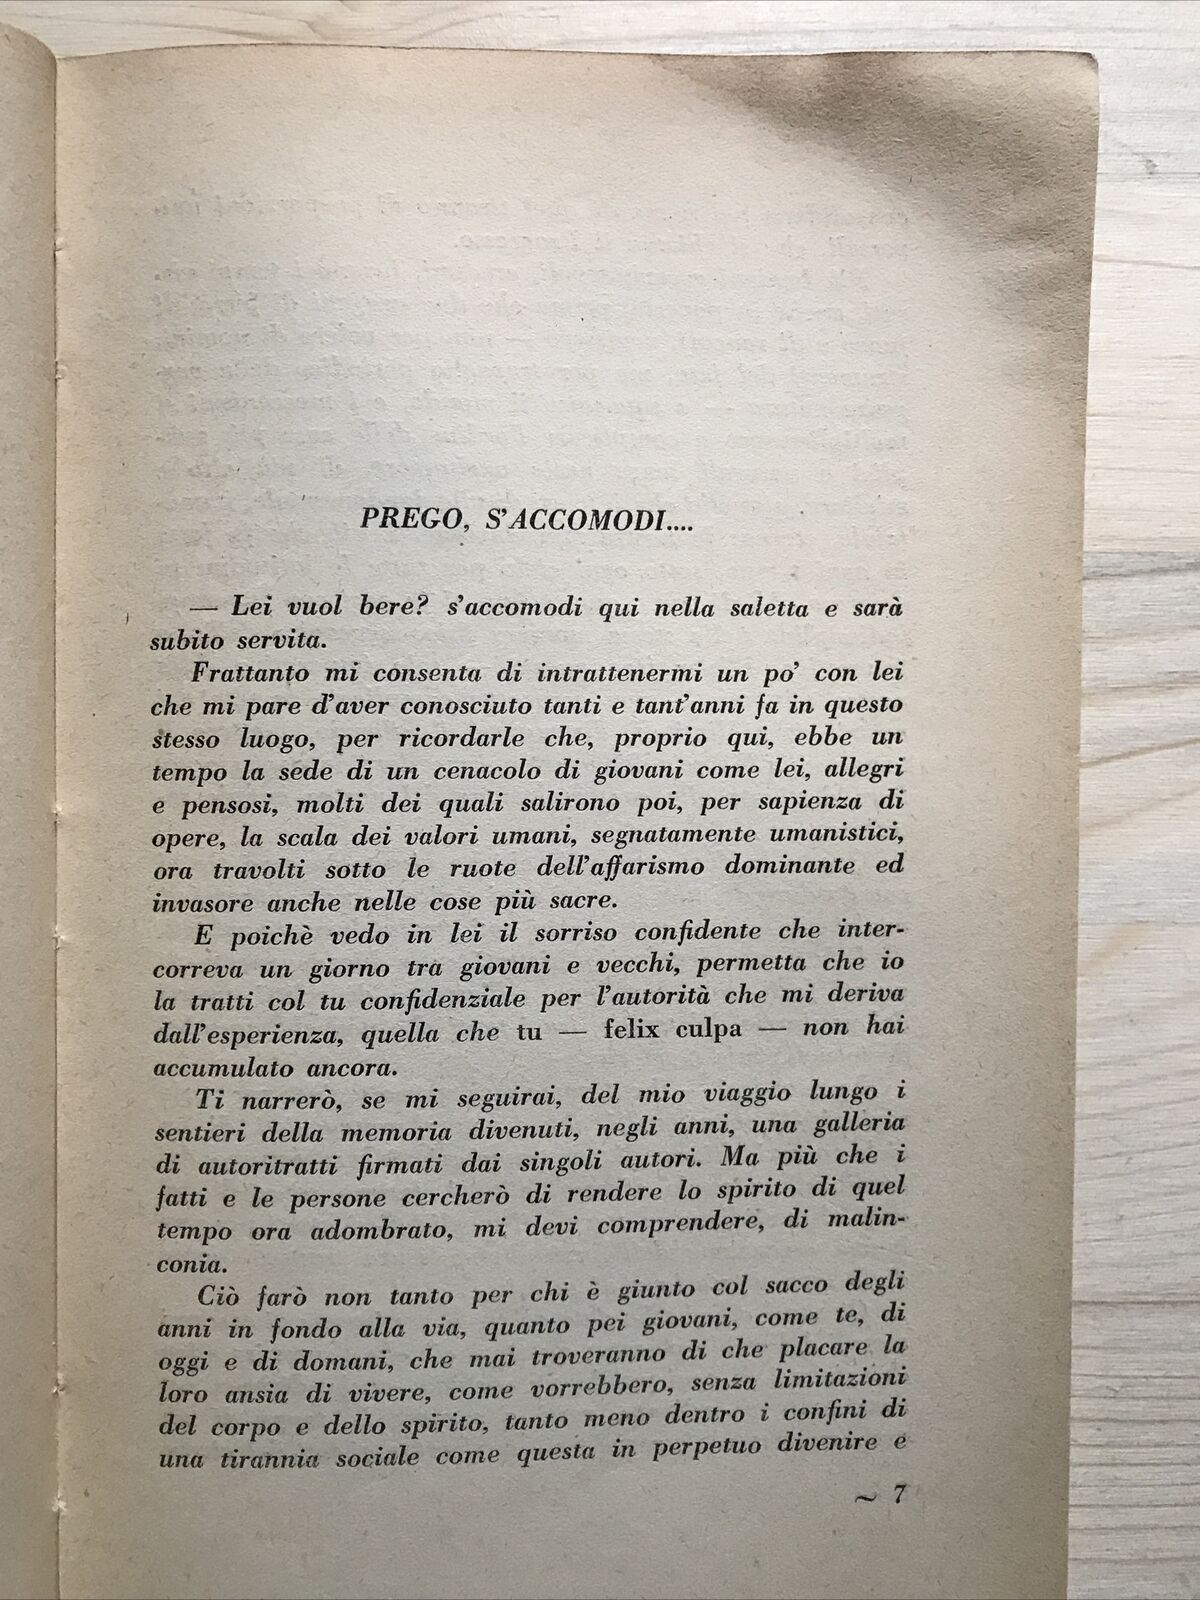 PREGO, S'ACCOMODI....
— Lei vuol bere? s'accomodi qui nella saletta e sarà
subito servita.
Frattanto mi consenta di intrattenermi un po' con lei
che mi pare d'aver conosciuto tanti e tant'anni fa in questo
stesso luogo, per ricordarle che, proprio qui, ebbe un
tempo la sede di un cenacolo di giovani come lei, allegri
e pensosi, molti dei quali salirono poi, per sapienza di
opere, la scala dei valori umani, segnatamente umanistici,
ora travolti sotto le ruote dell'affarismo dominante ed
invasore anche nelle cose più sacre.
E poichè vedo in lei il sorriso confidente che inter-
correva un giorno tra giovani e vecchi, permetta che io
la tratti col tu confidenziale per l'autorità che mi deriva
dall'esperienza, quella che tu — felix culpa — non hai
accumulato ancora.
Ti narrerò, se mi seguirai, del mio viaggio lungo i
sentieri della memoria divenuti, negli anni, una galleria
di autoritratti firmati dai singoli autori. Ma più che i
fatti e le persone cercherò di rendere lo spirito di quel
tempo ora adombrato, mi devi comprendere, di malin-
conia.
Ciò farò non tanto per chi è giunto col sacco degli
anni in fondo alla via, quanto pei giovani, come te, di
oggi e di domani, che mai troveranno di che placare la
loro ansia di vivere, come vorrebbero, senza limitazioni
del corpo e dello spirito, tanto meno dentro i confini di
una tirannia sociale come questa in perpetuo divenire e
~ 7